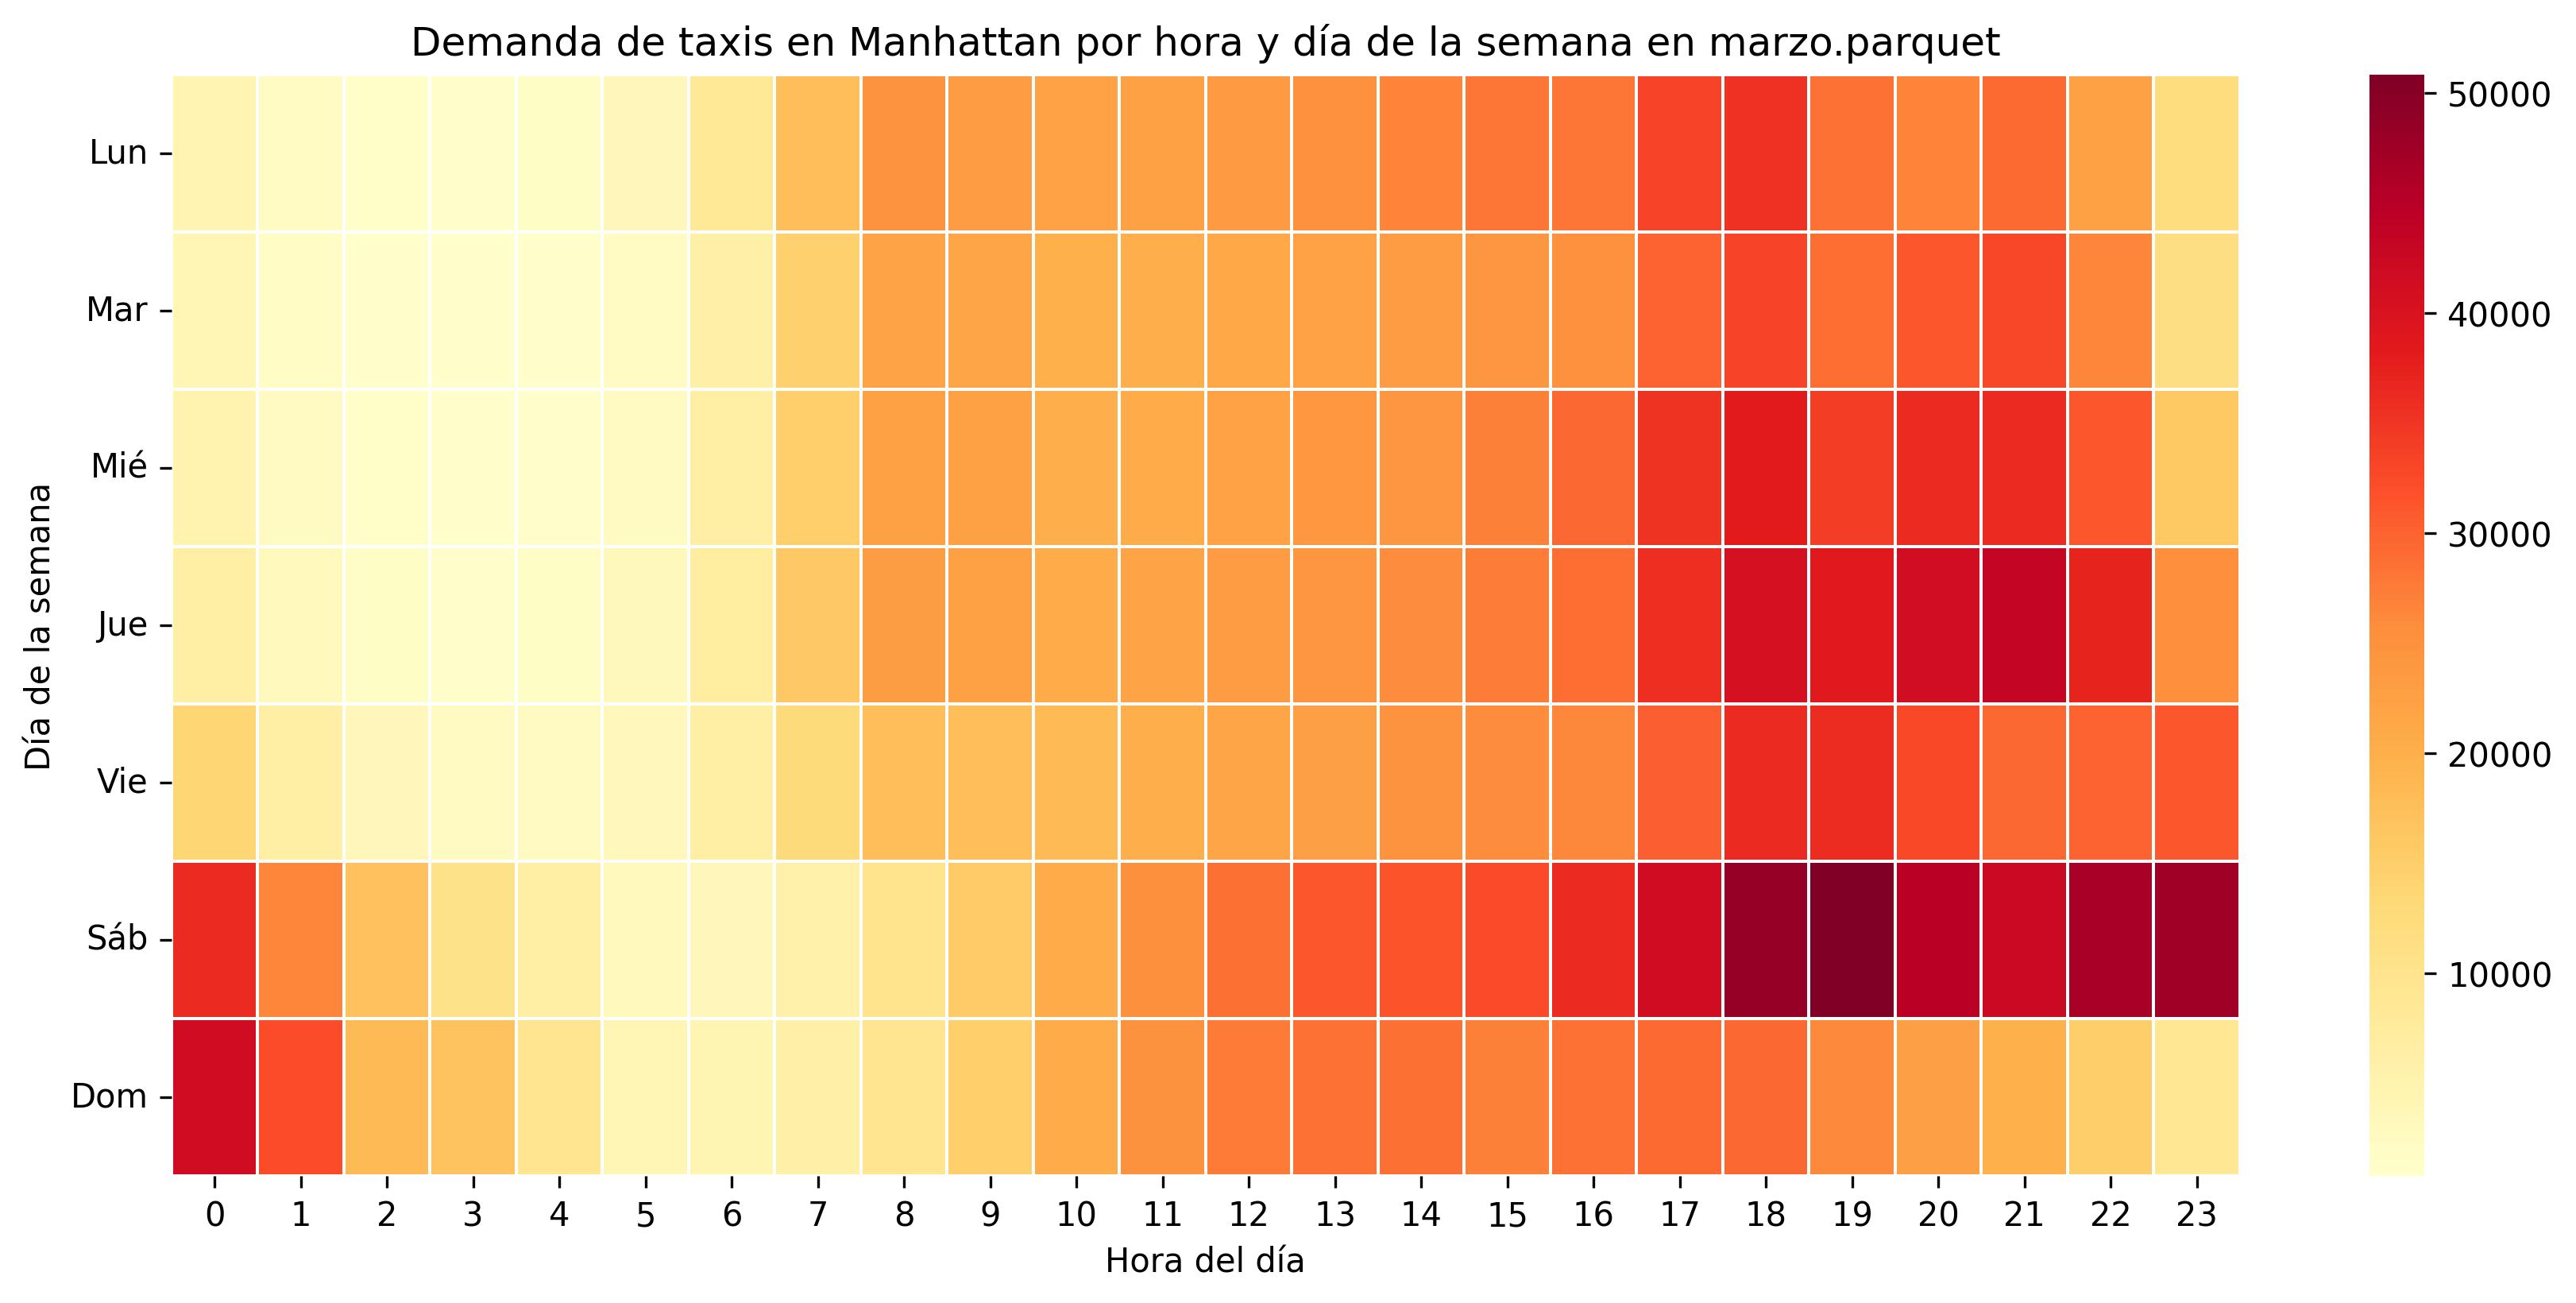 Demanda de taxis en Manhattan por hora y día de la semana en marzo.parquet
Día de la semana
Lun
Mar
Mié
Jue
Vie
Sáb
Dom
0 1 2 3 4 5 6 7 8 9 10 11 12 13 14 15 16 17 18 19 20 21 22 23
Hora del día
50000
40000
30000
20000
10000